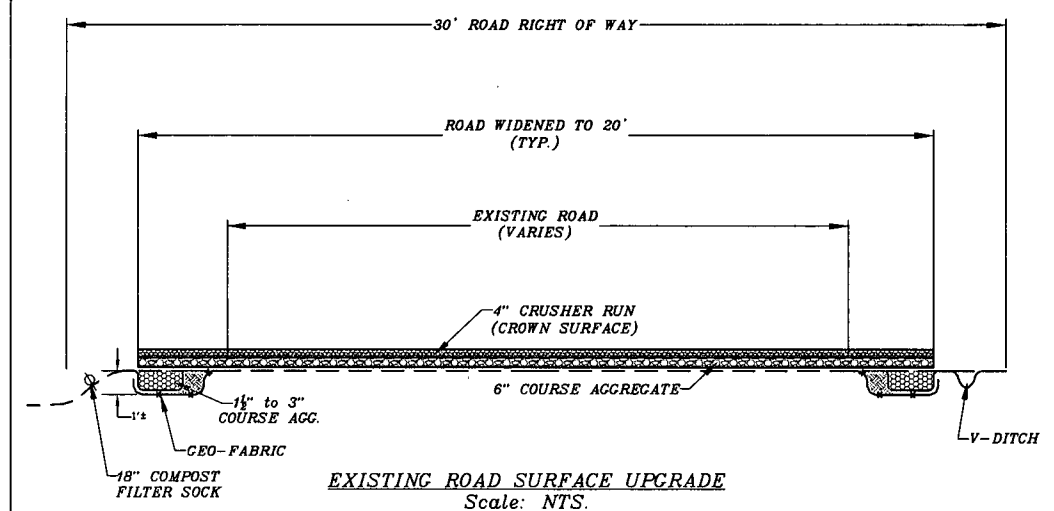 30' ROAD RIGHT OF WAY
ROAD WIDENED TO 20'
(TYP.)
EXISTING ROAD
(VARIES)
4" CRUSHER RUN
(CROWN SURFACE)
6" COURSE AGGREGATE
1½" to 3"
COURSE AGG.
1'±
GEO-FABRIC
V-DITCH
18" COMPOST
FILTER SOCK
EXISTING ROAD SURFACE UPGRADE
Scale: NTS.